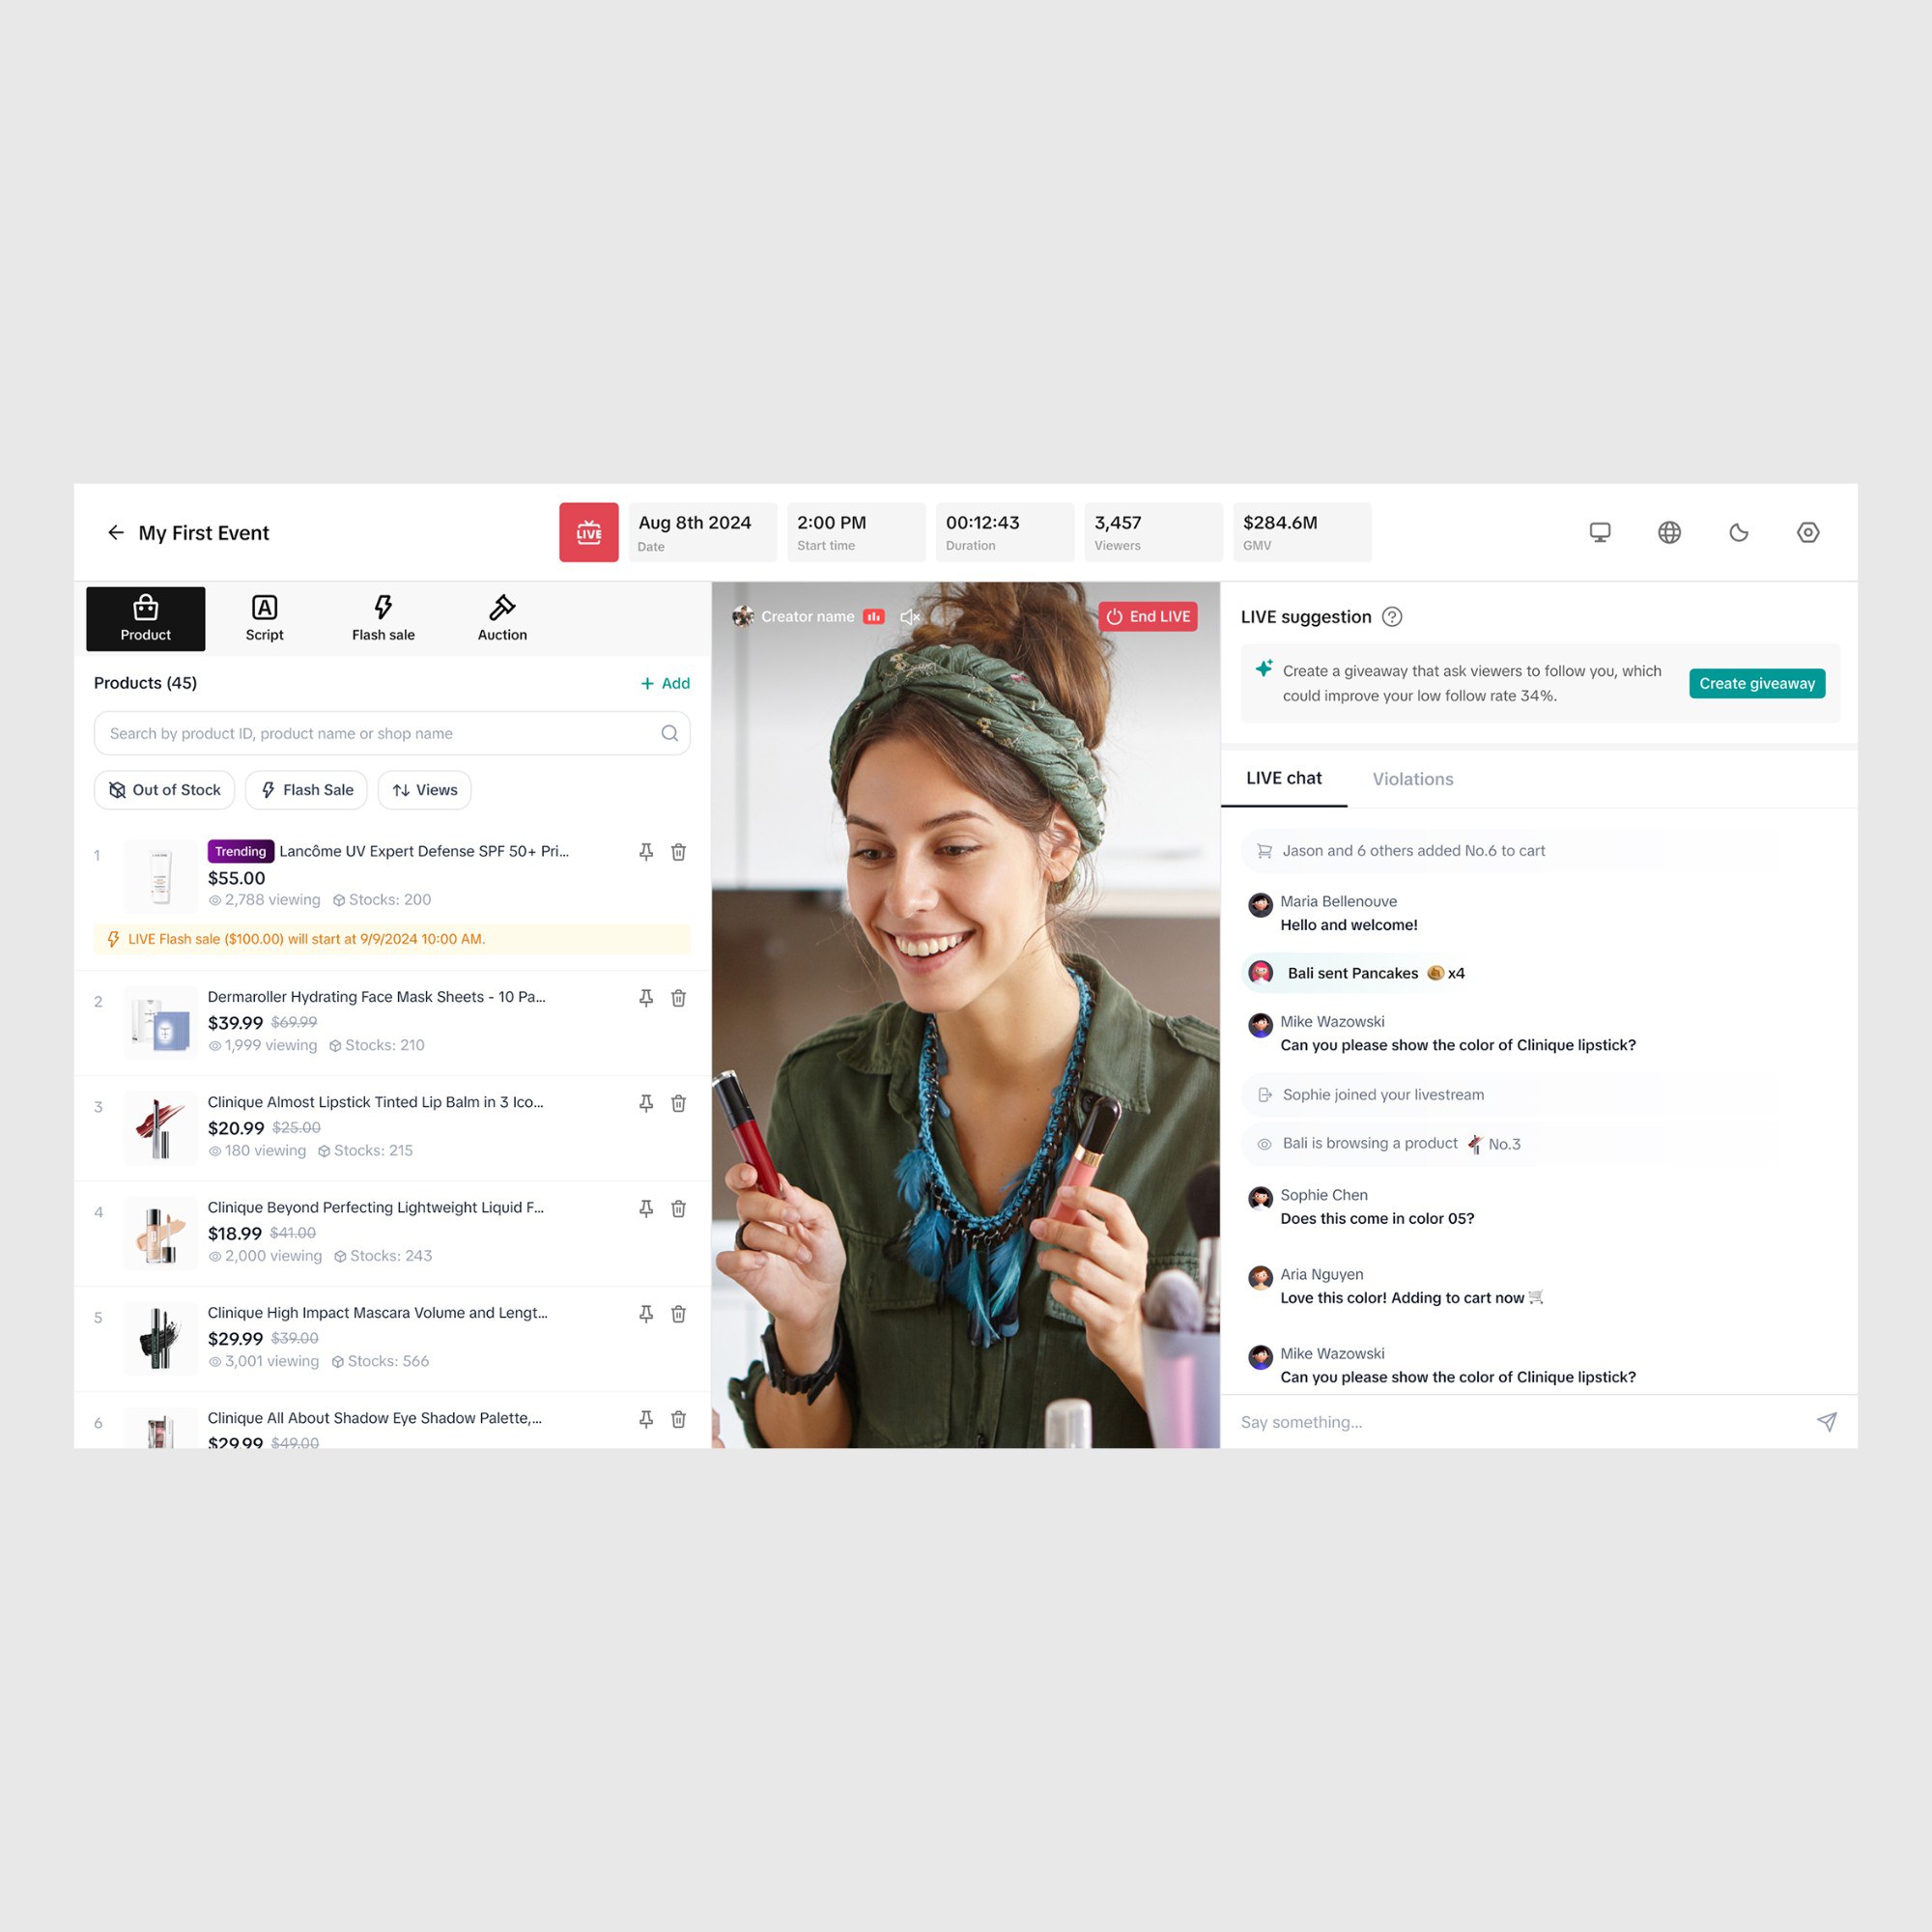 My First Event
LIVE
Aug 8th 2024
Date
2:00 PM
Start time
00:12:43
Duration
3,457
Viewers
$284.6M
GMV
Product
A
Script
Flash sale
Auction
Products (45)
+ Add
Search by product ID, product name or shop name
Out of Stock
Flash Sale
Views
1
Trending Lancôme UV Expert Defense SPF 50+ Pri...
$55.00
2,788 viewing Stocks: 200
LIVE Flash sale ($100.00) will start at 9/9/2024 10:00 AM.
2
Dermaroller Hydrating Face Mask Sheets - 10 Pa...
$39.99 $69.99
1,999 viewing Stocks: 210
3
Clinique Almost Lipstick Tinted Lip Balm in 3 Ico...
$20.99 $25.00
180 viewing Stocks: 215
4
Clinique Beyond Perfecting Lightweight Liquid F...
$18.99 $41.00
2,000 viewing Stocks: 243
5
Clinique High Impact Mascara Volume and Lengt...
$29.99 $39.00
3,001 viewing Stocks: 566
6
Clinique All About Shadow Eye Shadow Palette,...
$29.99 $49.00
Creator name
End LIVE
LIVE suggestion
Create a giveaway that ask viewers to follow you, which
could improve your low follow rate 34%.
Create giveaway
LIVE chat
Violations
Jason and 6 others added No.6 to cart
Maria Bellenouve
Hello and welcome!
Bali sent Pancakes x4
Mike Wazowski
Can you please show the color of Clinique lipstick?
Sophie joined your livestream
Bali is browsing a product No.3
Sophie Chen
Does this come in color 05?
Aria Nguyen
Love this color! Adding to cart now 🛒
Mike Wazowski
Can you please show the color of Clinique lipstick?
Say something...